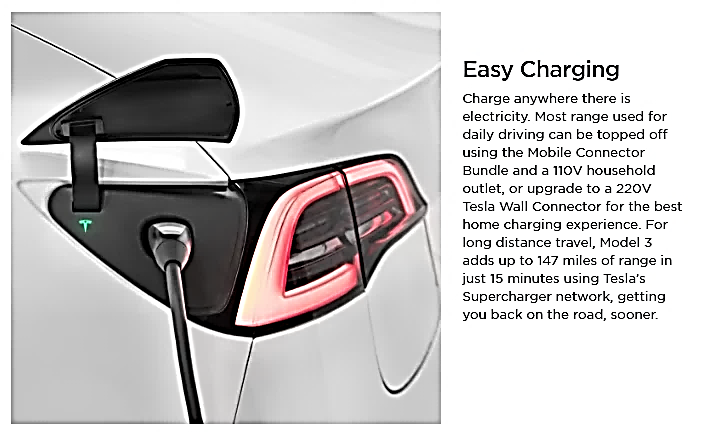 Easy Charging
Charge anywhere there is
electricity. Most range used for
daily driving can be topped off
using the Mobile Connector
Bundle and a 110V household
outlet, or upgrade to a 220V
Tesla Wall Connector for the best
home charging experience. For
long distance travel, Model 3
adds up to 147 miles of range in
just 15 minutes using Tesla's
Supercharger network, getting
you back on the road, sooner.